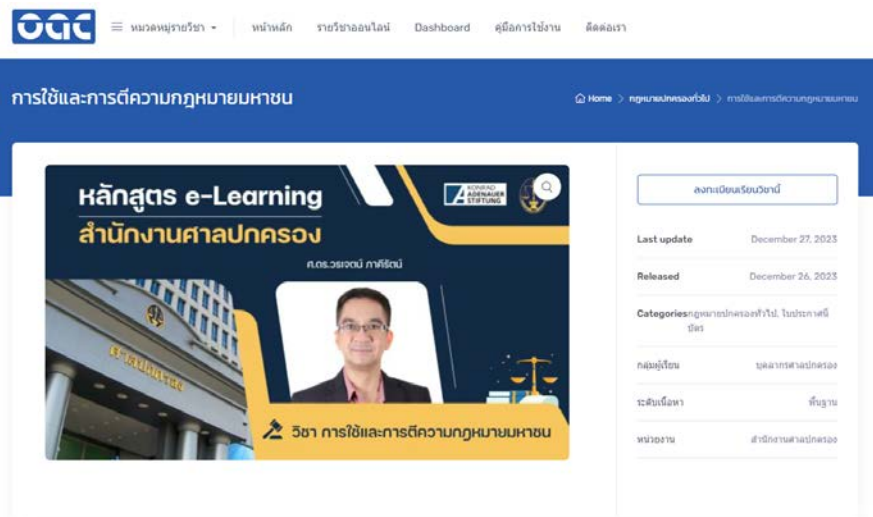 oac
หมวดหมู่รายวิชา
หน้าหลัก
รายวิชาออนไลน์
Dashboard
คู่มือการใช้งาน
ติดต่อเรา
การใช้และการตีความกฎหมายมหาชน
Home > กฎหมายปกครองทั่วไป > การใช้และการตีความกฎหมายมหาชน
หลักสูตร e-Learning
สำนักงานศาลปกครอง
KONRAD
ADENAUER
STIFTUNG
ศ.ดร.วรเจตน์ ภาคีรัตน์
ศาลปกครอง
วิชา การใช้และการตีความกฎหมายมหาชน
ลงทะเบียนเรียนวิชานี้
Last update December 27, 2023
Released December 26, 2023
Categories กฎหมายปกครองทั่วไป, ใบประกาศนี
บัตร
กลุ่มผู้เรียน บุคลากรศาลปกครอง
ระดับเนื้อหา พื้นฐาน
หน่วยงาน สำนักงานศาลปกครอง